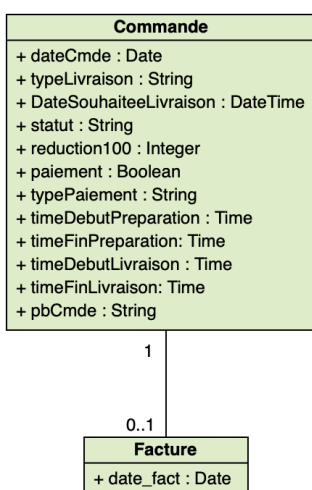 Commande
+ dateCmde : Date
+ typeLivraison : String
+ DateSouhaiteeLivraison : DateTime
+ statut : String
+ reduction100 : Integer
+ paiement : Boolean
+ typePaiement : String
+ timeDebutPreparation : Time
+ timeFinPreparation: Time
+ timeDebutLivraison : Time
+ timeFinLivraison: Time
+ pbCmde : String
1
0..1
Facture
+ date_fact : Date